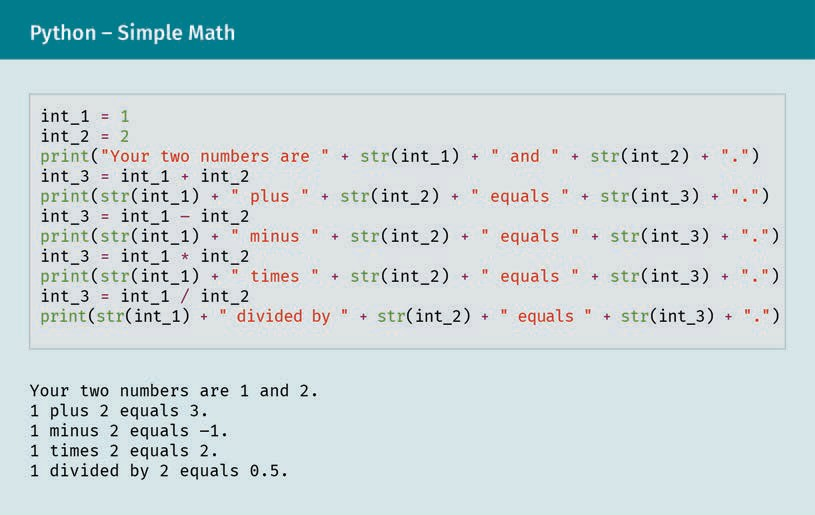 Python – Simple Math
int_1 = 1
int_2 = 2
print("Your two numbers are " + str(int_1) + " and " + str(int_2) + ".")
int_3 = int_1 + int_2
print(str(int_1) + " plus " + str(int_2) + " equals " + str(int_3) + ".")
int_3 = int_1 – int_2
print(str(int_1) + " minus " + str(int_2) + " equals " + str(int_3) + ".")
int_3 = int_1 * int_2
print(str(int_1) + " times " + str(int_2) + " equals " + str(int_3) + ".")
int_3 = int_1 / int_2
print(str(int_1) + " divided by " + str(int_2) + " equals " + str(int_3) + ".")
Your two numbers are 1 and 2.
1 plus 2 equals 3.
1 minus 2 equals –1.
1 times 2 equals 2.
1 divided by 2 equals 0.5.